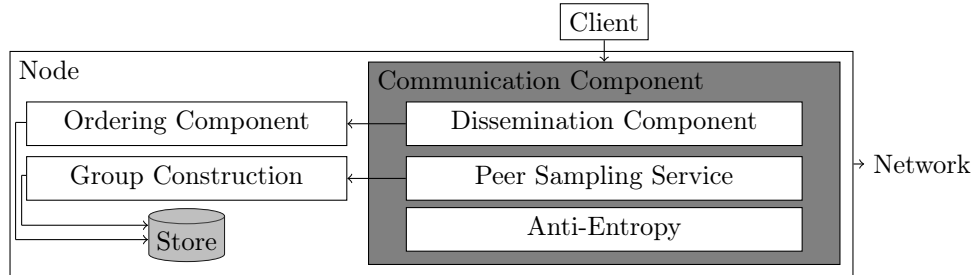 Client
Node
Communication Component
Ordering Component
Dissemination Component
Group Construction
Peer Sampling Service
Network
Anti-Entropy
Store